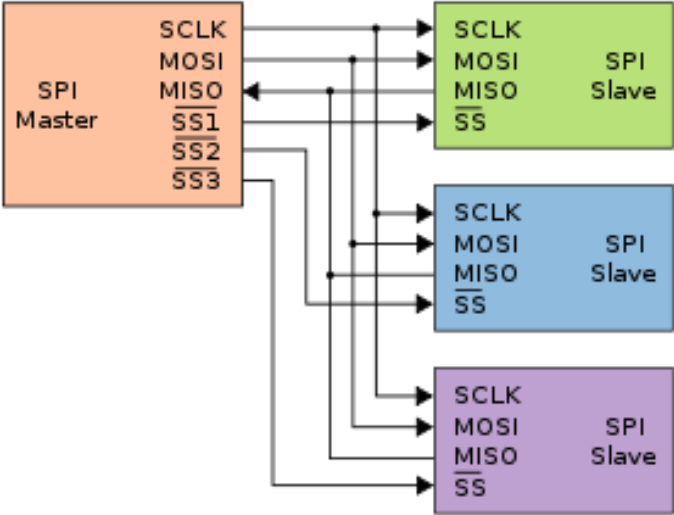 SPI
Master
SCLK
MOSI
MISO
SS1
SS2
SS3
SCLK
MOSI
MISO
SS
SPI
Slave
SCLK
MOSI
MISO
SS
SPI
Slave
SCLK
MOSI
MISO
SS
SPI
Slave